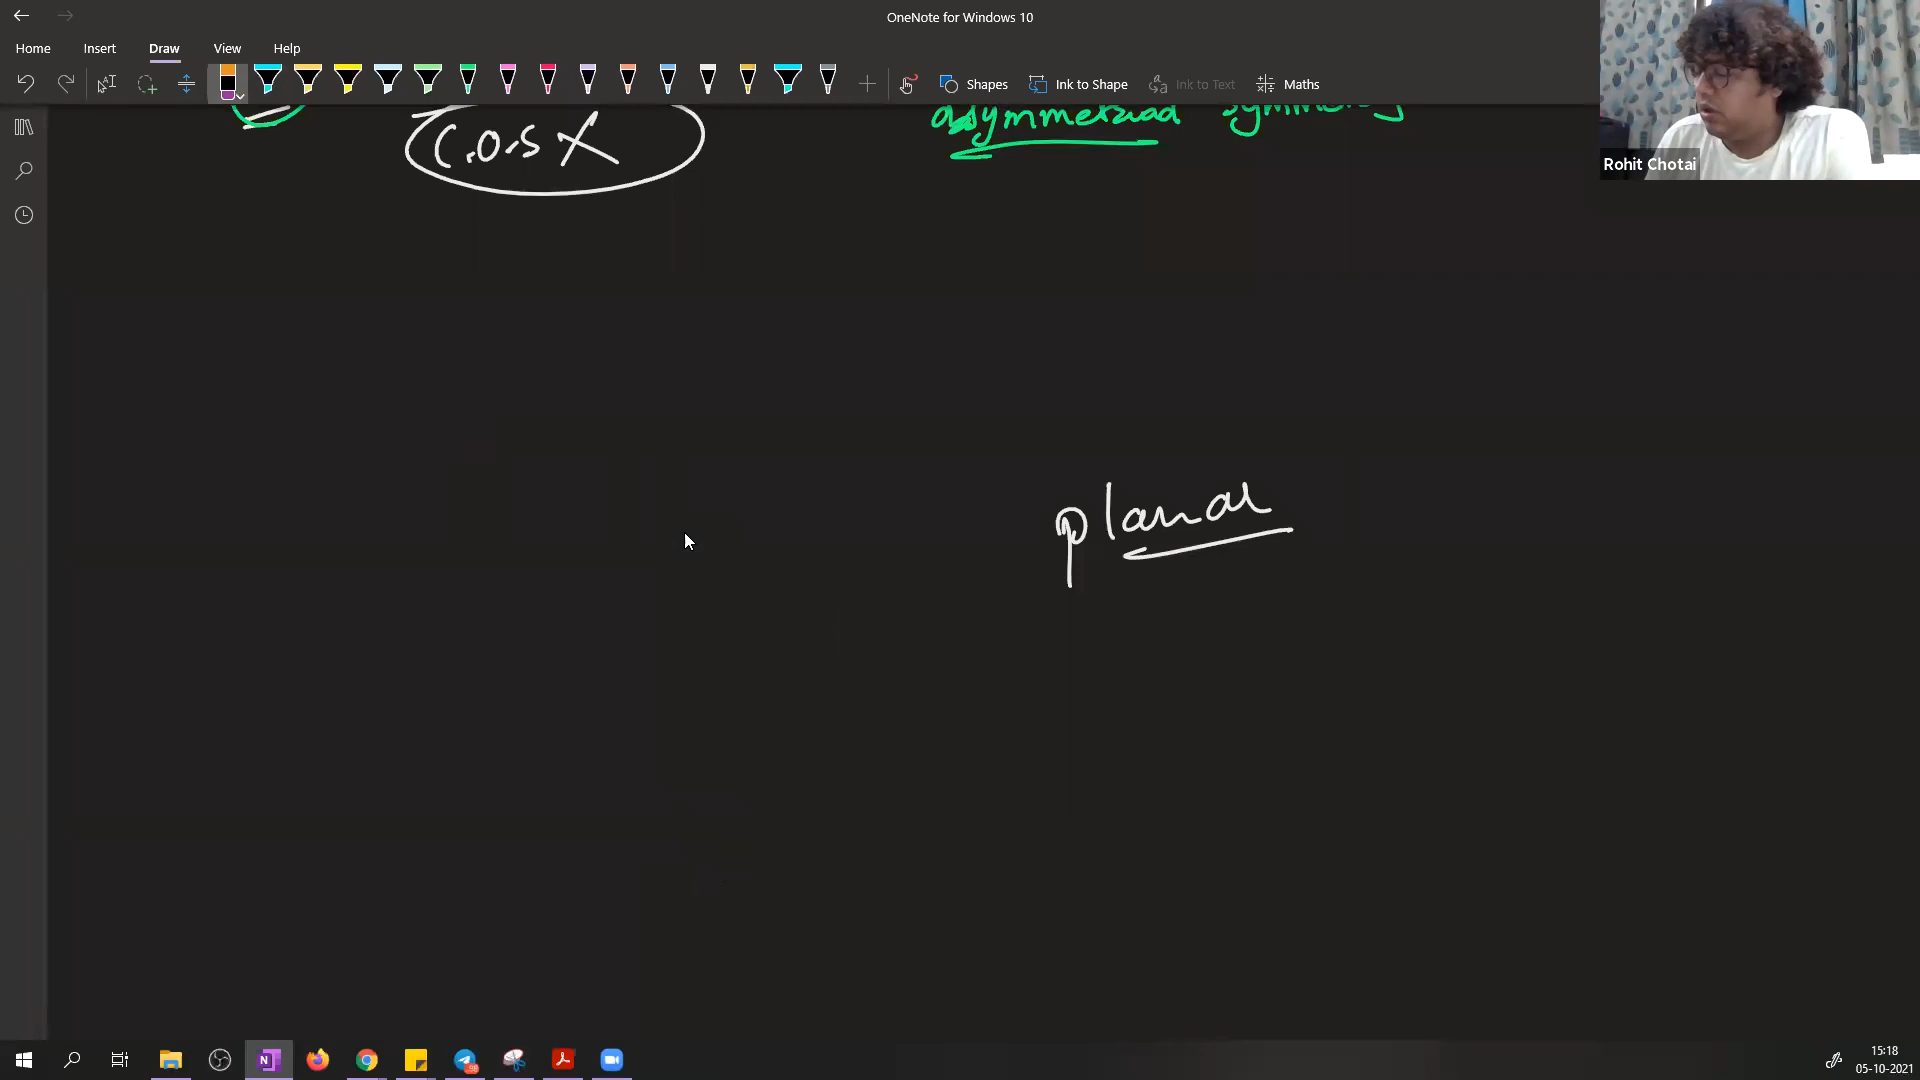 OneNote for Windows 10
Home Insert Draw View Help
Shapes Ink to Shape Ink to Text Maths
Rohit Chotai
C.O.S X
planar
15:18
05-10-2021